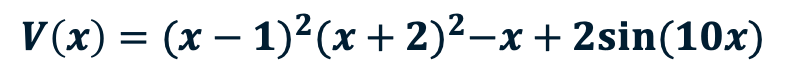 V(x) = (x − 1)²(x + 2)²−x + 2sin(10x)